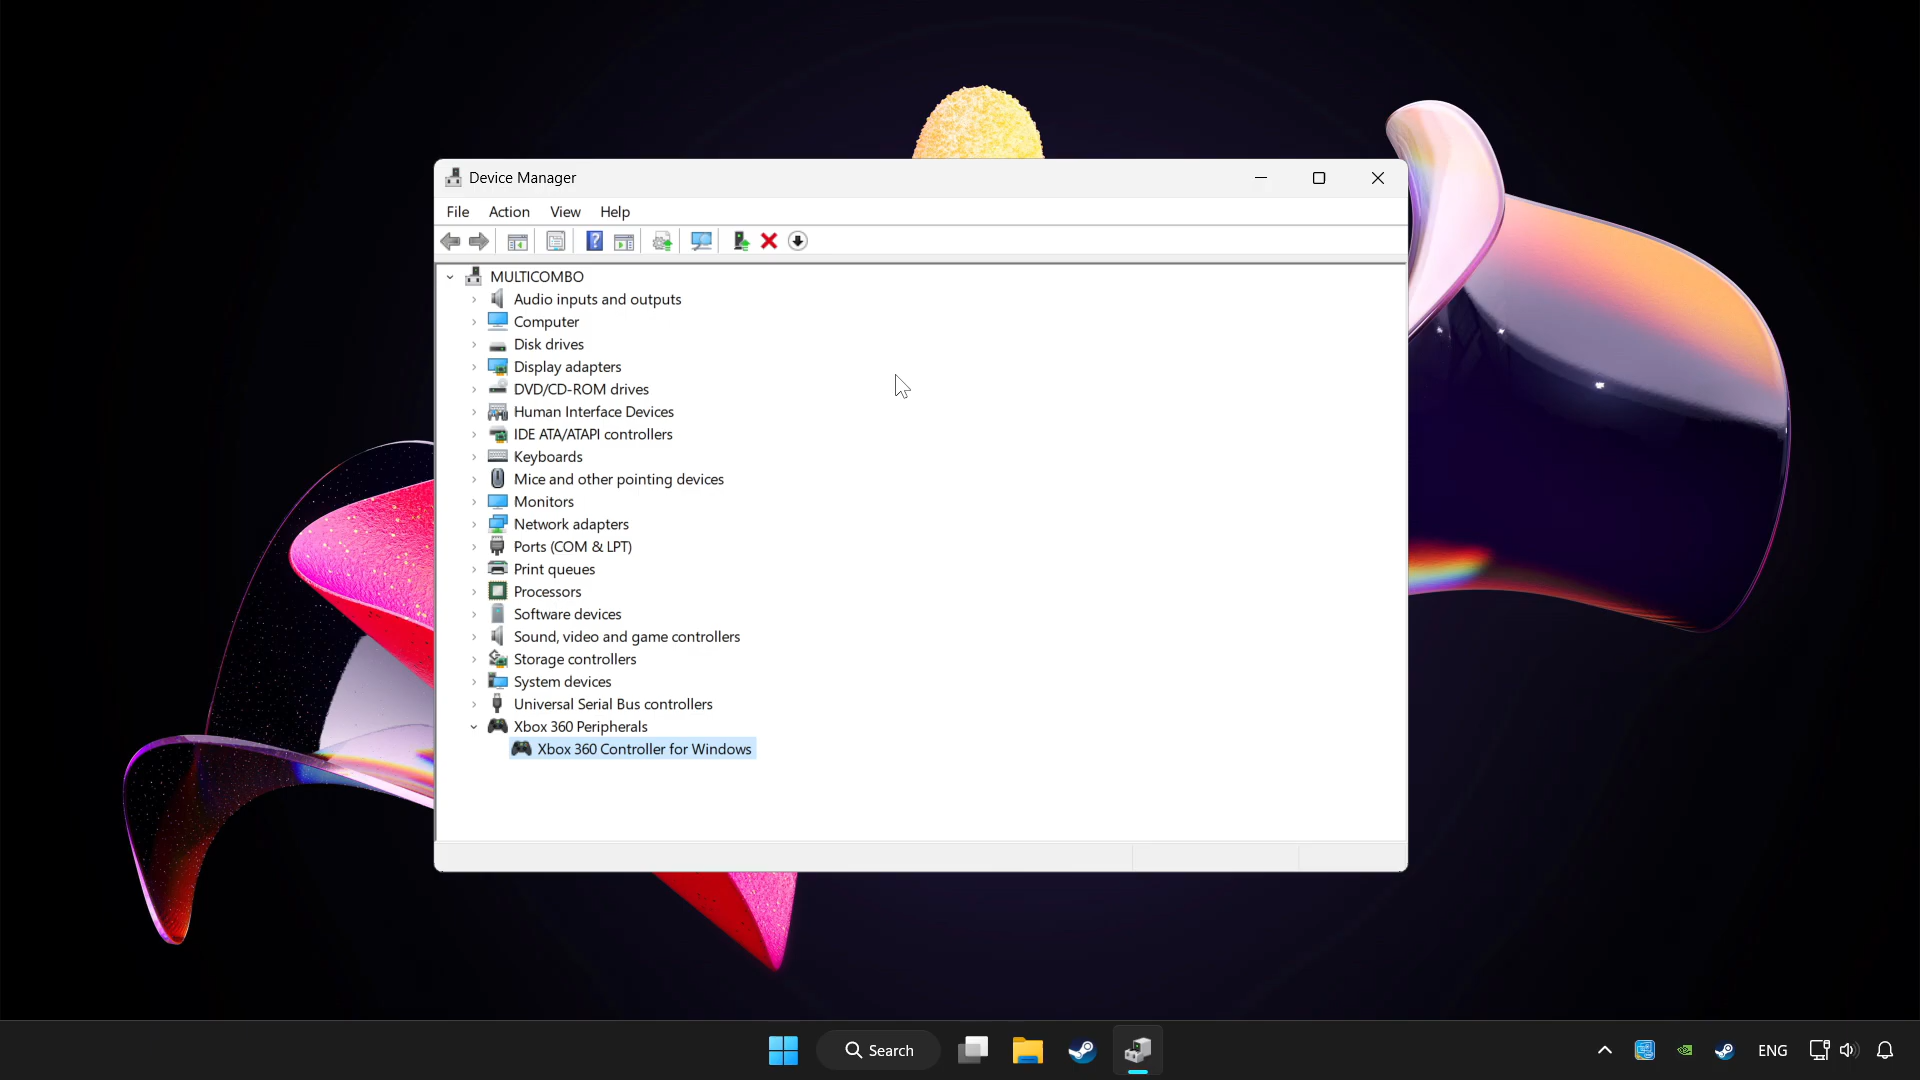 Device Manager
File Action View Help
?
MULTICOMBO
Audio inputs and outputs
Computer
Disk drives
Display adapters
DVD/CD-ROM drives
Human Interface Devices
IDE ATA/ATAPI controllers
Keyboards
Mice and other pointing devices
Monitors
Network adapters
Ports (COM & LPT)
Print queues
Processors
Software devices
Sound, video and game controllers
Storage controllers
System devices
Universal Serial Bus controllers
Xbox 360 Peripherals
Xbox 360 Controller for Windows
Search
ENG